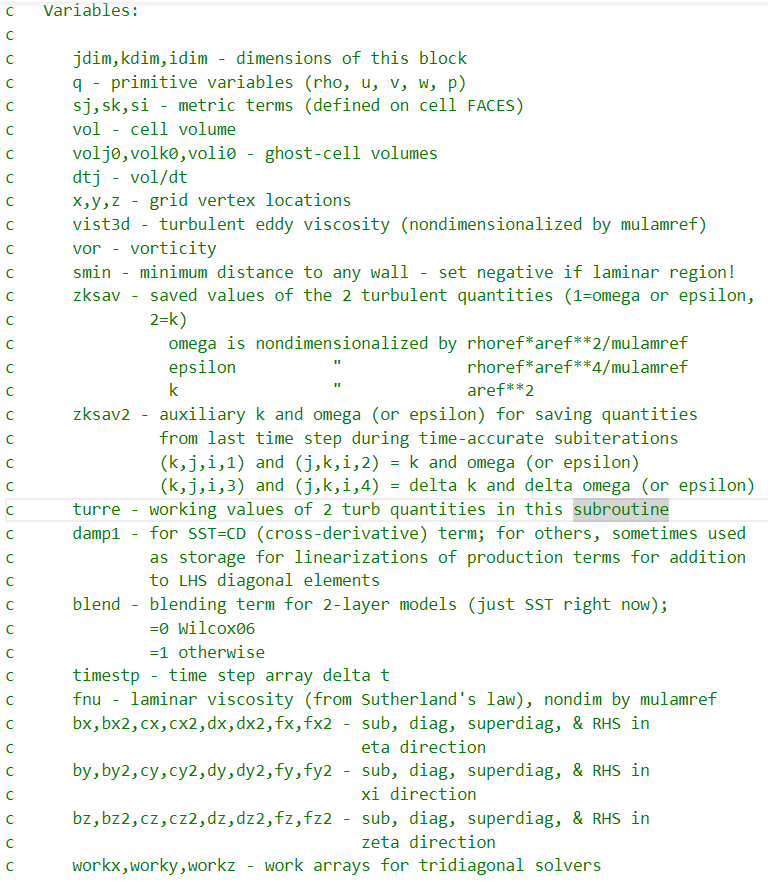 c   Variables:
c
c      jdim,kdim,idim - dimensions of this block
c      q - primitive variables (rho, u, v, w, p)
c      sj,sk,si - metric terms (defined on cell FACES)
c      vol - cell volume
c      volj0,volk0,voli0 - ghost-cell volumes
c      dtj - vol/dt
c      x,y,z - grid vertex locations
c      vist3d - turbulent eddy viscosity (nondimensionalized by mulamref)
c      vor - vorticity
c      smin - minimum distance to any wall - set negative if laminar region!
c      zksav - saved values of the 2 turbulent quantities (1=omega or epsilon,
c              2=k)
c                omega is nondimensionalized by rhoref*aref**2/mulamref
c                epsilon          "             rhoref*aref**4/mulamref
c                k                "             aref**2
c      zksav2 - auxiliary k and omega (or epsilon) for saving quantities
c               from last time step during time-accurate subiterations
c               (k,j,i,1) and (j,k,i,2) = k and omega (or epsilon)
c               (k,j,i,3) and (j,k,i,4) = delta k and delta omega (or epsilon)
c      turre - working values of 2 turb quantities in this subroutine
c      damp1 - for SST=CD (cross-derivative) term; for others, sometimes used
c              as storage for linearizations of production terms for addition
c              to LHS diagonal elements
c      blend - blending term for 2-layer models (just SST right now);
c              =0 Wilcox06
c              =1 otherwise
c      timestp - time step array delta t
c      fnu - laminar viscosity (from Sutherland's law), nondim by mulamref
c      bx,bx2,cx,cx2,dx,dx2,fx,fx2 - sub, diag, superdiag, & RHS in
c                                    eta direction
c      by,by2,cy,cy2,dy,dy2,fy,fy2 - sub, diag, superdiag, & RHS in
c                                    xi direction
c      bz,bz2,cz,cz2,dz,dz2,fz,fz2 - sub, diag, superdiag, & RHS in
c                                    zeta direction
c      workx,worky,workz - work arrays for tridiagonal solvers